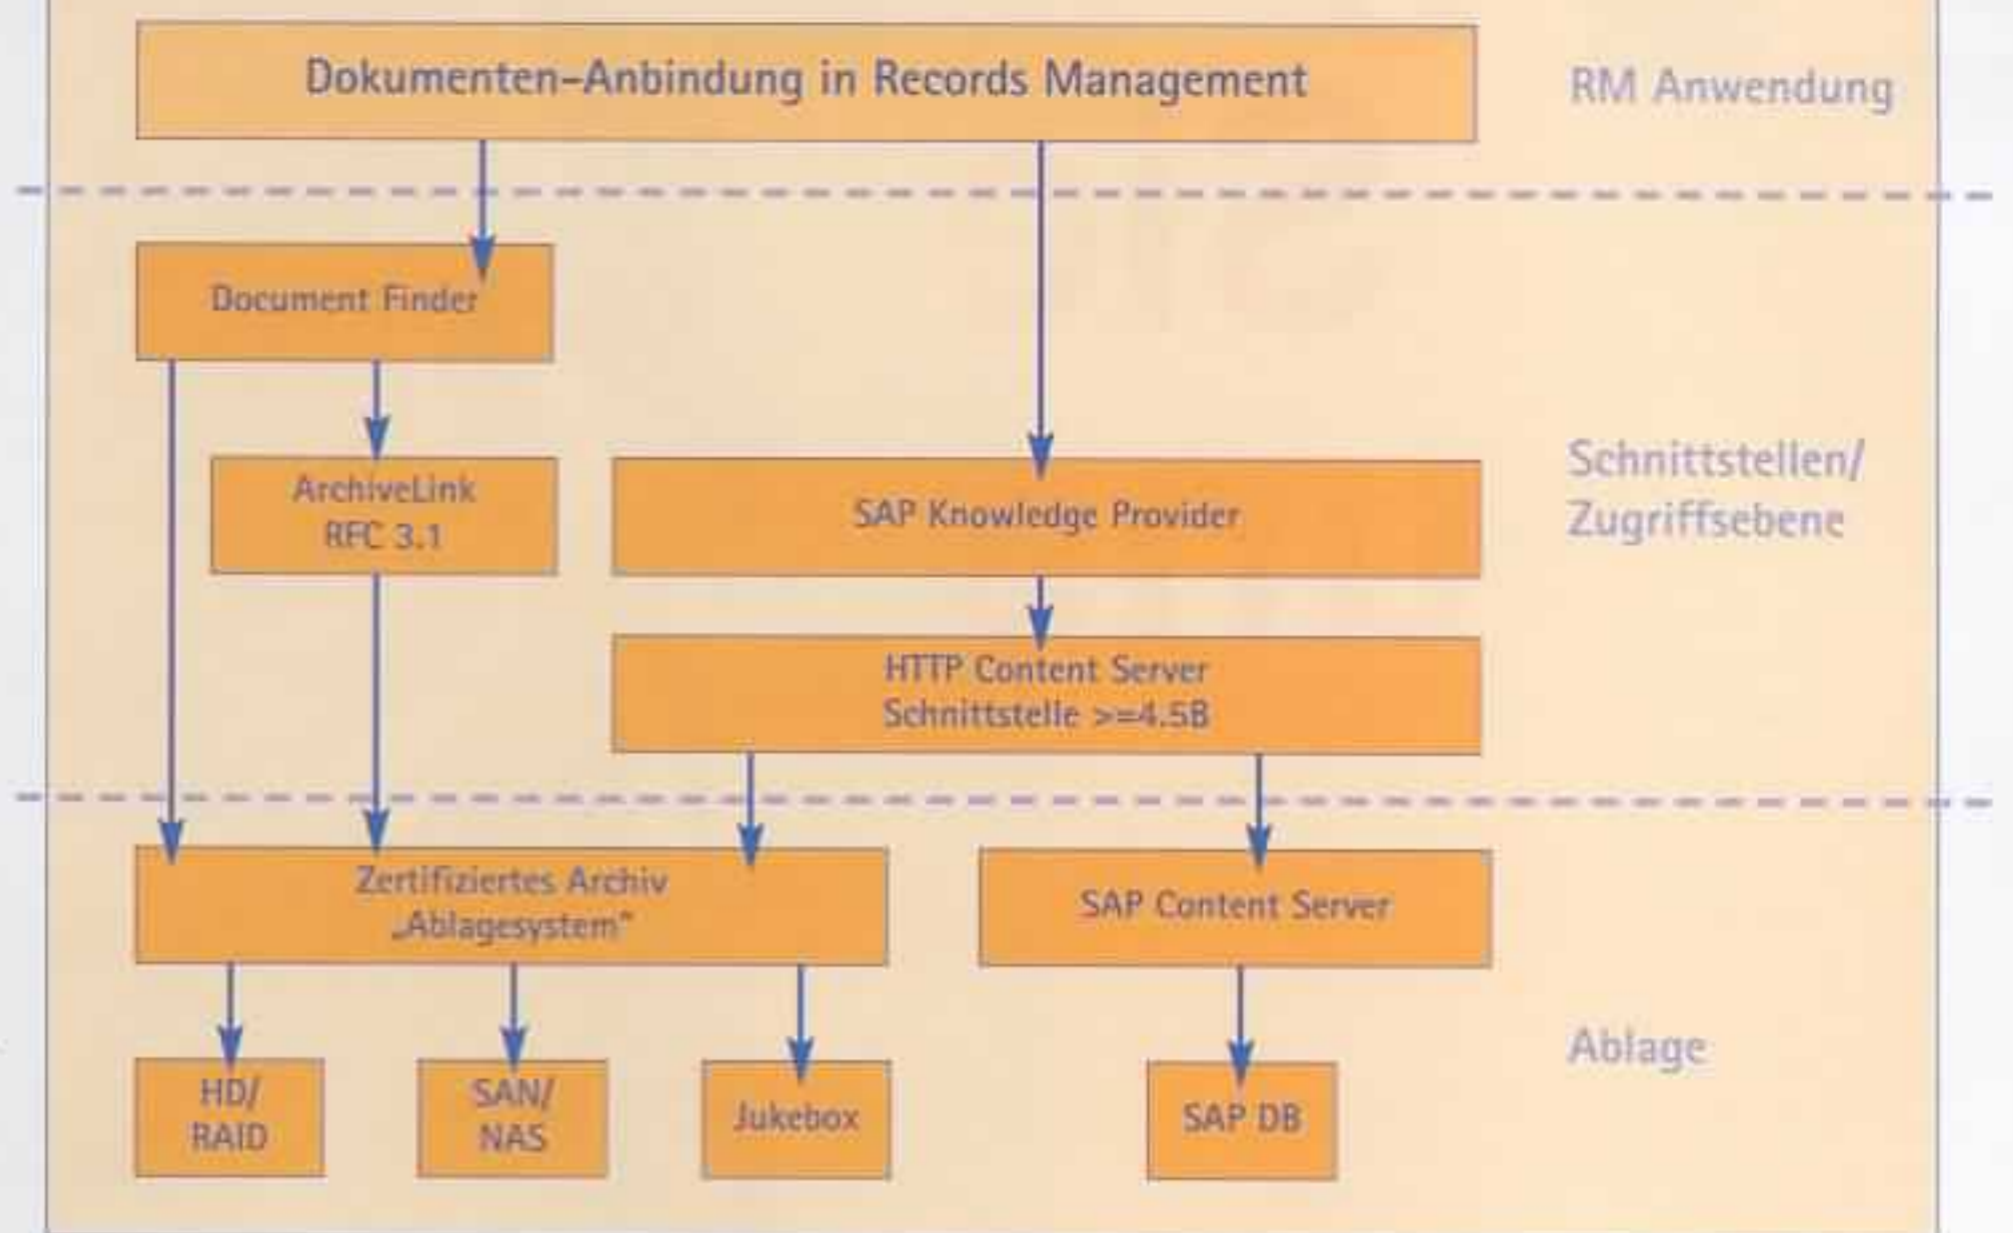 Dokumenten-Anbindung in Records Management
RM Anwendung
Document Finder
ArchiveLink
RFC 3.1
SAP Knowledge Provider
Schnittstellen/
Zugriffsebene
HTTP Content Server
Schnittstelle >=4.5B
Zertifiziertes Archiv
„Ablagesystem“
SAP Content Server
Ablage
HD/
RAID
SAN/
NAS
Jukebox
SAP DB